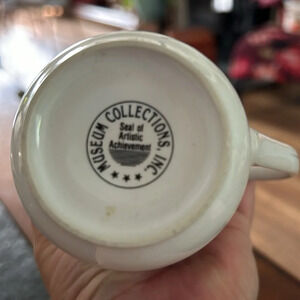 MUSEUM COLLECTIONS, INC.
Seal of
Artistic
Achievement